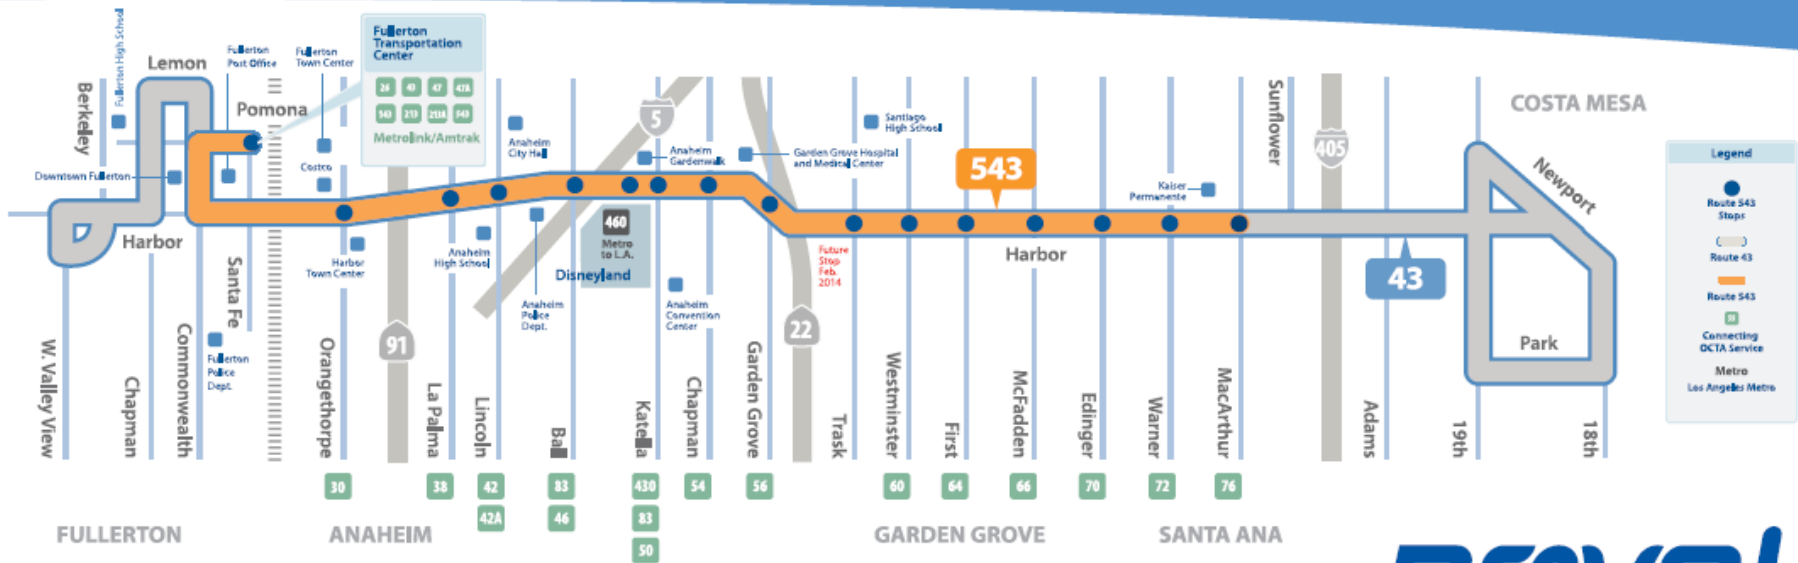 Fullerton High School
Berkeley
Lemon
Fullerton
Post Office
Fullerton
Town Center
Pomona
Fullerton
Transportation
Center
26 43 47 47A
543 213 213A 543
Metrolink/Amtrak
Costco
Downtown Fullerton
Harbor
W. Valley View
Chapman
Commonwealth
Santa Fe
Fullerton
Police
Dept.
Harbor
Town Center
Orangethorpe
91
La Palma
Lincoln
Anaheim
High School
Anaheim
City Hall
5
Anaheim
Gardenwalk
Anaheim
Police
Dept.
460
Metro
to L.A.
Disneyland
Anaheim
Convention
Center
Ball
Katella
Chapman
Garden Grove
Garden Grove Hospital
and Medical Center
22
Santiago
High School
Future
Stop
Feb.
2014
Trask
543
Harbor
Westminster
First
McFadden
Edinger
Warner
MacArthur
Kaiser
Permanente
Sunflower
405
43
Adams
19th
18th
Newport
Park
COSTA MESA
30
38
42
42A
83
46
430
83
50
54
56
60
64
66
70
72
76
FULLERTON
ANAHEIM
GARDEN GROVE
SANTA ANA
Legend
Route 543
Stops
Route 43
Route 543
Connecting
OCTA Service
Metro
Los Angeles Metro